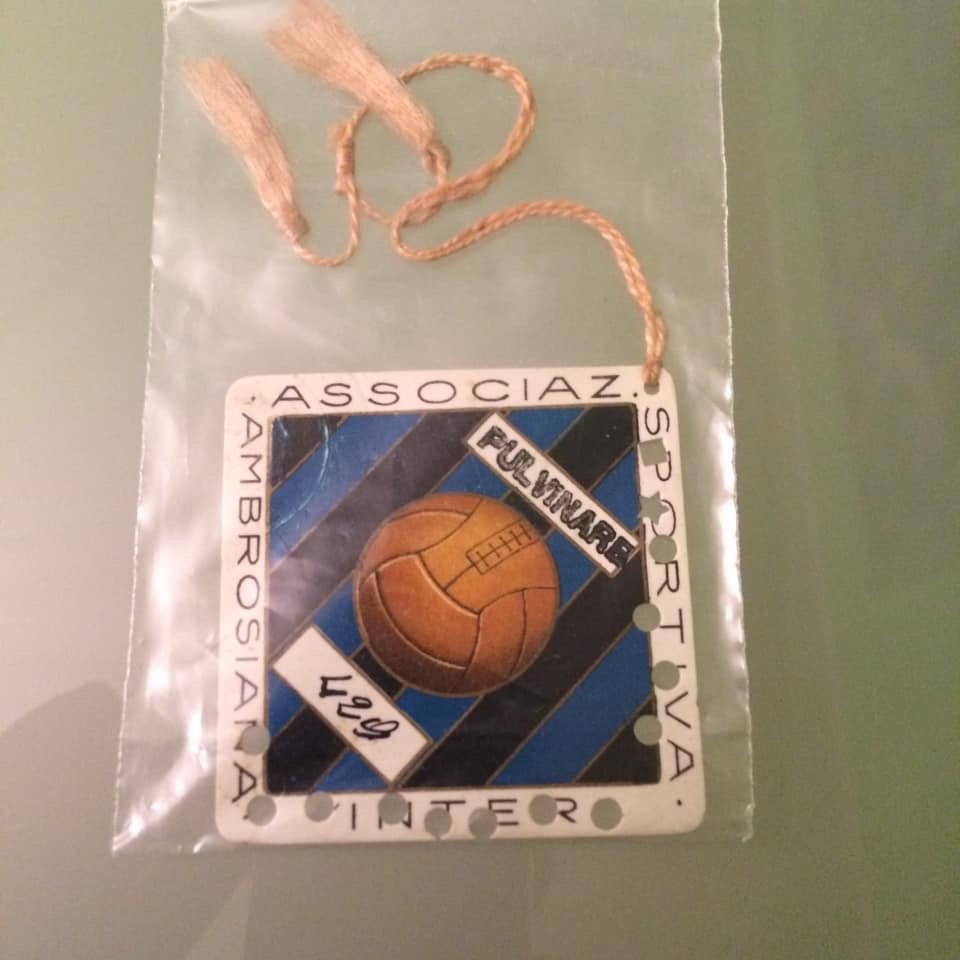 ASSOCIAZ.
SPORTIVA.
AMBROSIANA.
INTER
PULVINARE
429